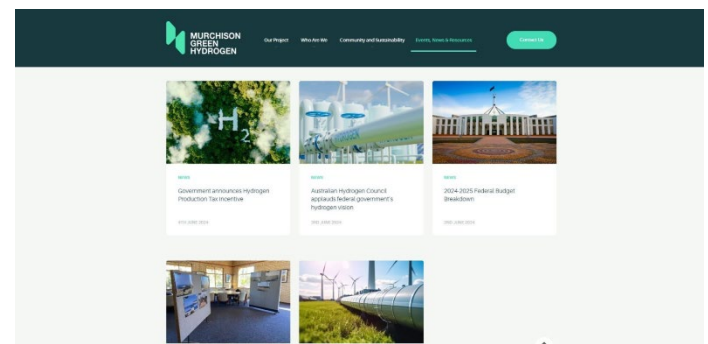 MURCHISON
GREEN
HYDROGEN
Our Project Who Are We Community and Sustainability Events, News & Resources Contact Us
H2
NEWS NEWS NEWS
Government announces Hydrogen
Production Tax Incentive
Australian Hydrogen Council
applauds federal government's
hydrogen vision
2024-2025 Federal Budget
Breakdown